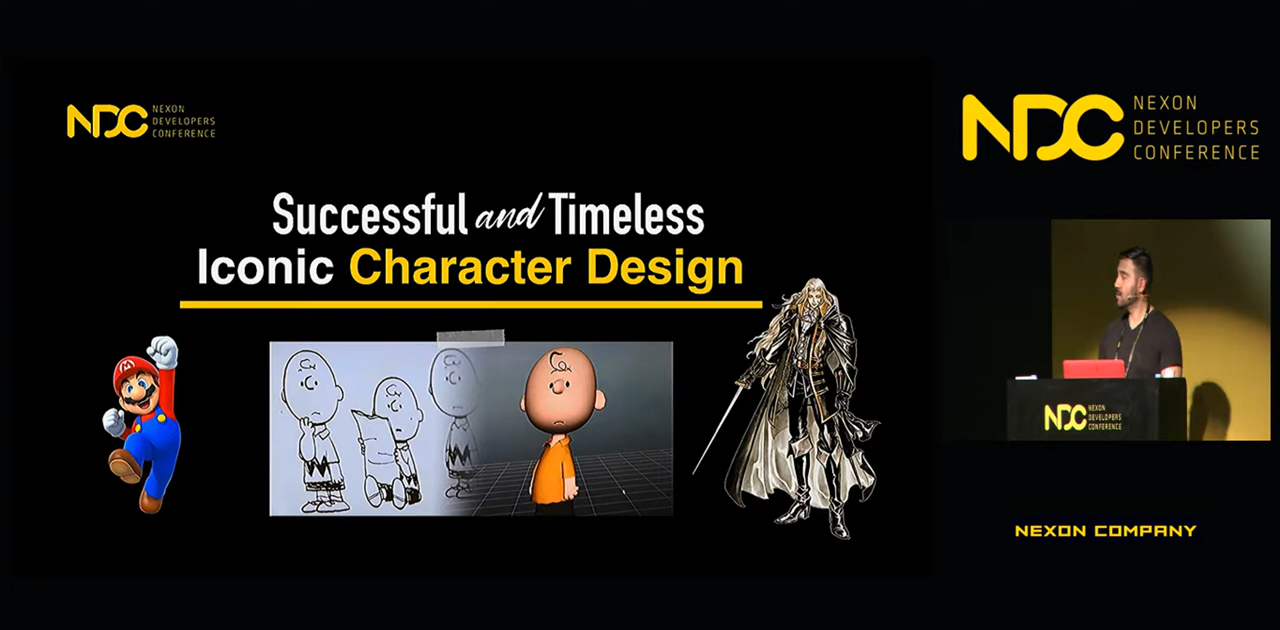 NDC NEXON
DEVELOPERS
CONFERENCE
Successful and Timeless
Iconic Character Design
M
NDC NEXON
DEVELOPERS
CONFERENCE
NDC NEXON
DEVELOPERS
CONFERENCE
NEXON COMPANY